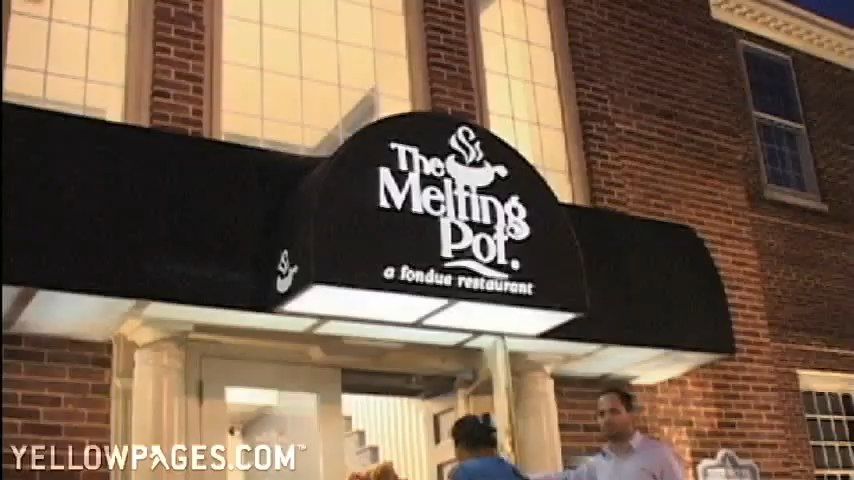 The
Melting
Pot.
a fondue restaurant
YELLOWPAGES.COM™